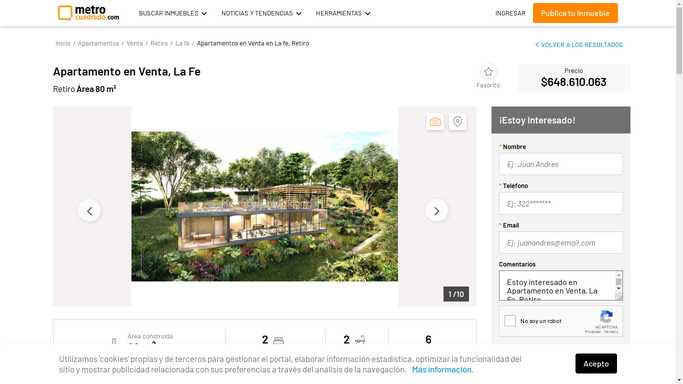 metro
cuadrado.com
BUSCAR INMUEBLES
NOTICIAS Y TENDENCIAS
HERRAMIENTAS
INGRESAR
Publica tu Inmueble
Inicio / Apartamentos / Venta / Retiro / La fe / Apartamentos en Venta en La fe, Retiro
VOLVER A LOS RESULTADOS
Apartamento en Venta, La Fe
Retiro Área 80 m²
Favorito
Precio
$648.610.063
1 /10
¡Estoy Interesado!
* Nombre
Ej: Juan Andres
* Teléfono
Ej: 322*******
* Email
Ej: juanandres@email.com
Comentarios
Estoy interesado en
Apartamento en Venta, La
Fe, Retiro
No soy un robot
reCAPTCHA
Privacidad - Términos
Área construida
2
2
6
Utilizamos 'cookies' propias y de terceros para gestionar el portal, elaborar información estadística, optimizar la funcionalidad del
sitio y mostrar publicidad relacionada con sus preferencias a través del análisis de la navegación. Más información.
Acepto